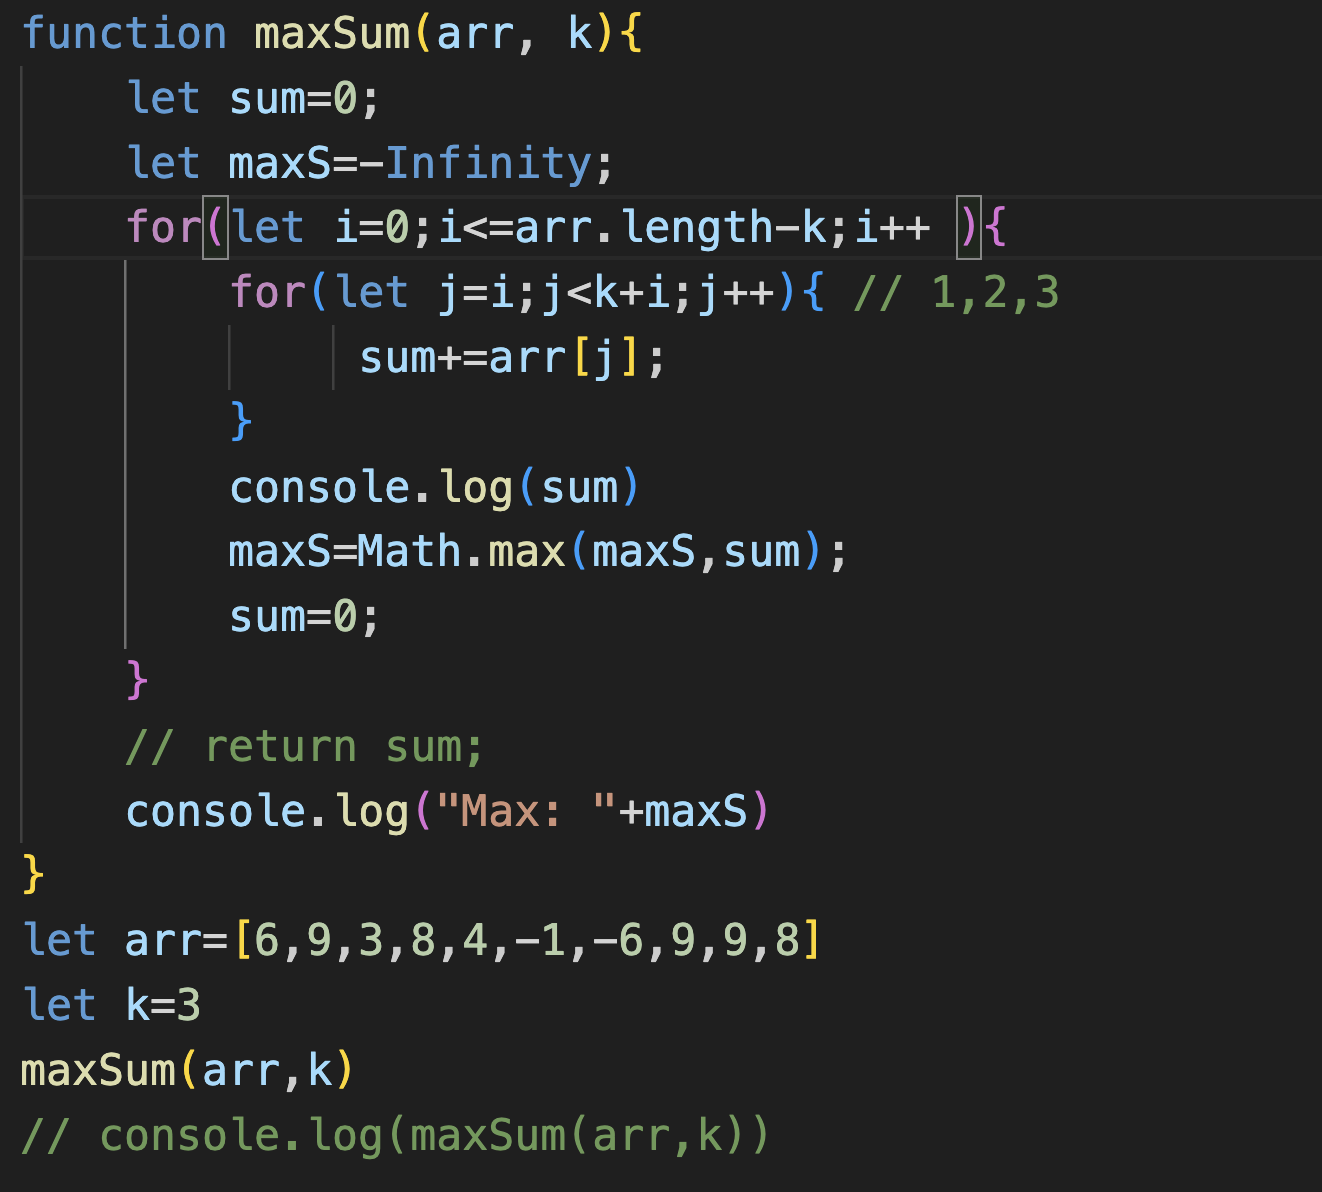 function maxSum(arr, k){
    let sum=0;
    let maxS=-Infinity;
    for(let i=0;i<=arr.length-k;i++ ){
        for(let j=i;j<k+i;j++){ // 1,2,3
             sum+=arr[j];
        }
        console.log(sum)
        maxS=Math.max(maxS,sum);
        sum=0;
    }
    // return sum;
    console.log("Max: "+maxS)
}
let arr=[6,9,3,8,4,-1,-6,9,9,8]
let k=3
maxSum(arr,k)
// console.log(maxSum(arr,k))